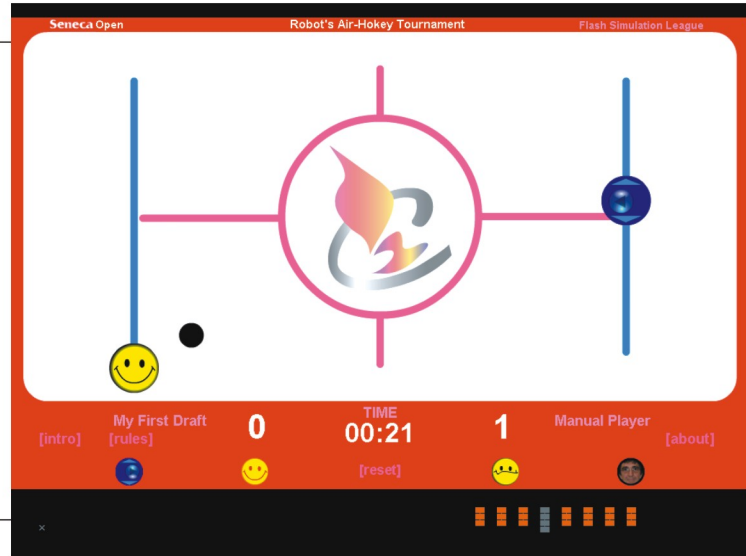 Seneca Open
Robot's Air-Hokey Tournament
Flash Simulation League
My First Draft
0
TIME
00:21
1
Manual Player
[intro]
[rules]
[about]
[reset]
×